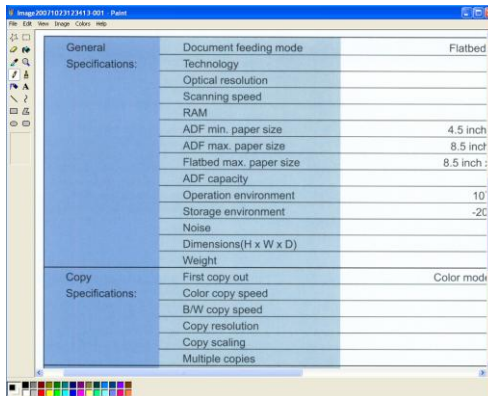 Image20071023123413-001 - Paint
File Edit View Image Colors Help
General Document feeding mode Flatbed
Specifications: Technology
Optical resolution
Scanning speed
RAM
ADF min. paper size 4.5 inch
ADF max. paper size 8.5 inch
Flatbed max. paper size 8.5 inch
ADF capacity
Operation environment 10
Storage environment -20
Noise
Dimensions(H x W x D)
Weight
Copy First copy out Color mode
Specifications: Color copy speed
B/W copy speed
Copy resolution
Copy scaling
Multiple copies